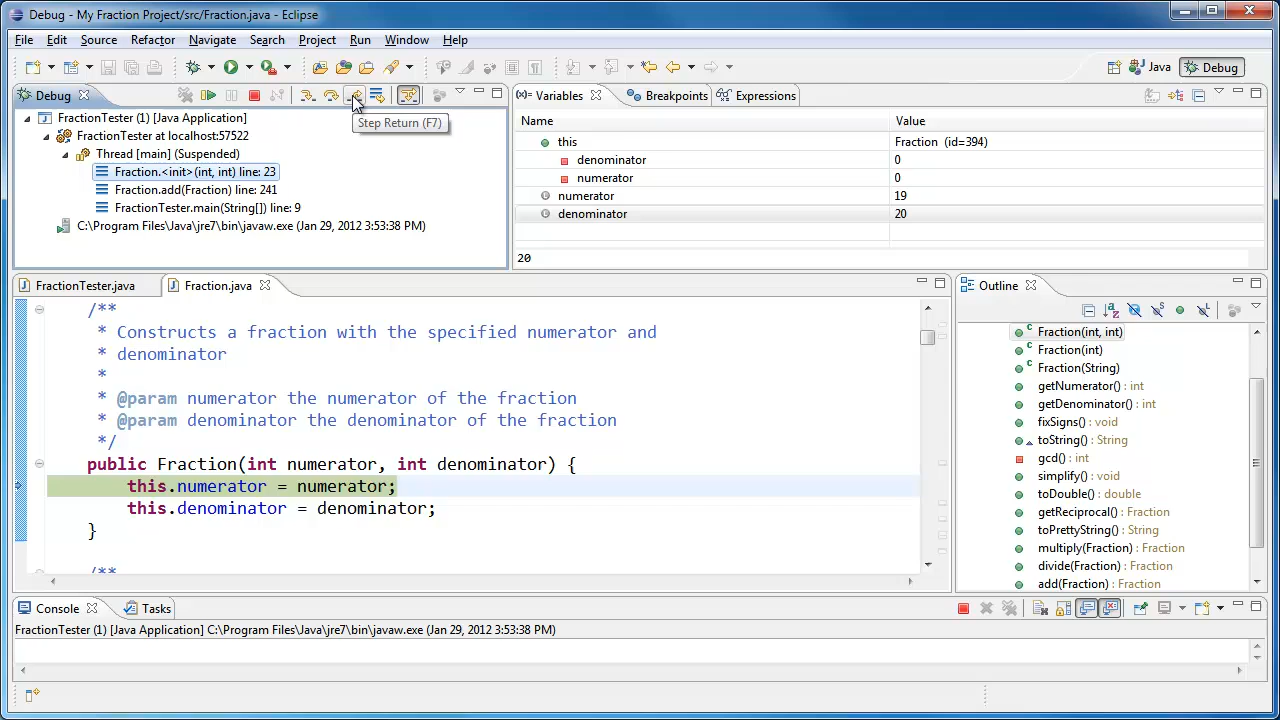 Debug - My Fraction Project/src/Fraction.java - Eclipse
File Edit Source Refactor Navigate Search Project Run Window Help
Java Debug
Debug
Step Return (F7)
FractionTester (1) [Java Application]
FractionTester at localhost:57522
Thread [main] (Suspended)
Fraction.<init>(int, int) line: 23
Fraction.add(Fraction) line: 241
FractionTester.main(String[]) line: 9
C:\Program Files\Java\jre7\bin\javaw.exe (Jan 29, 2012 3:53:38 PM)
Variables Breakpoints Expressions
Name Value
this Fraction (id=394)
denominator 0
numerator 0
numerator 19
denominator 20
20
FractionTester.java Fraction.java
/**
* Constructs a fraction with the specified numerator and
* denominator
*
* @param numerator the numerator of the fraction
* @param denominator the denominator of the fraction
*/
public Fraction(int numerator, int denominator) {
this.numerator = numerator;
this.denominator = denominator;
}
/**
Outline
Fraction(int, int)
Fraction(int)
Fraction(String)
getNumerator() : int
getDenominator() : int
fixSigns() : void
toString() : String
gcd() : int
simplify() : void
toDouble() : double
getReciprocal() : Fraction
toPrettyString() : String
multiply(Fraction) : Fraction
divide(Fraction) : Fraction
add(Fraction) : Fraction
Console Tasks
FractionTester (1) [Java Application] C:\Program Files\Java\jre7\bin\javaw.exe (Jan 29, 2012 3:53:38 PM)